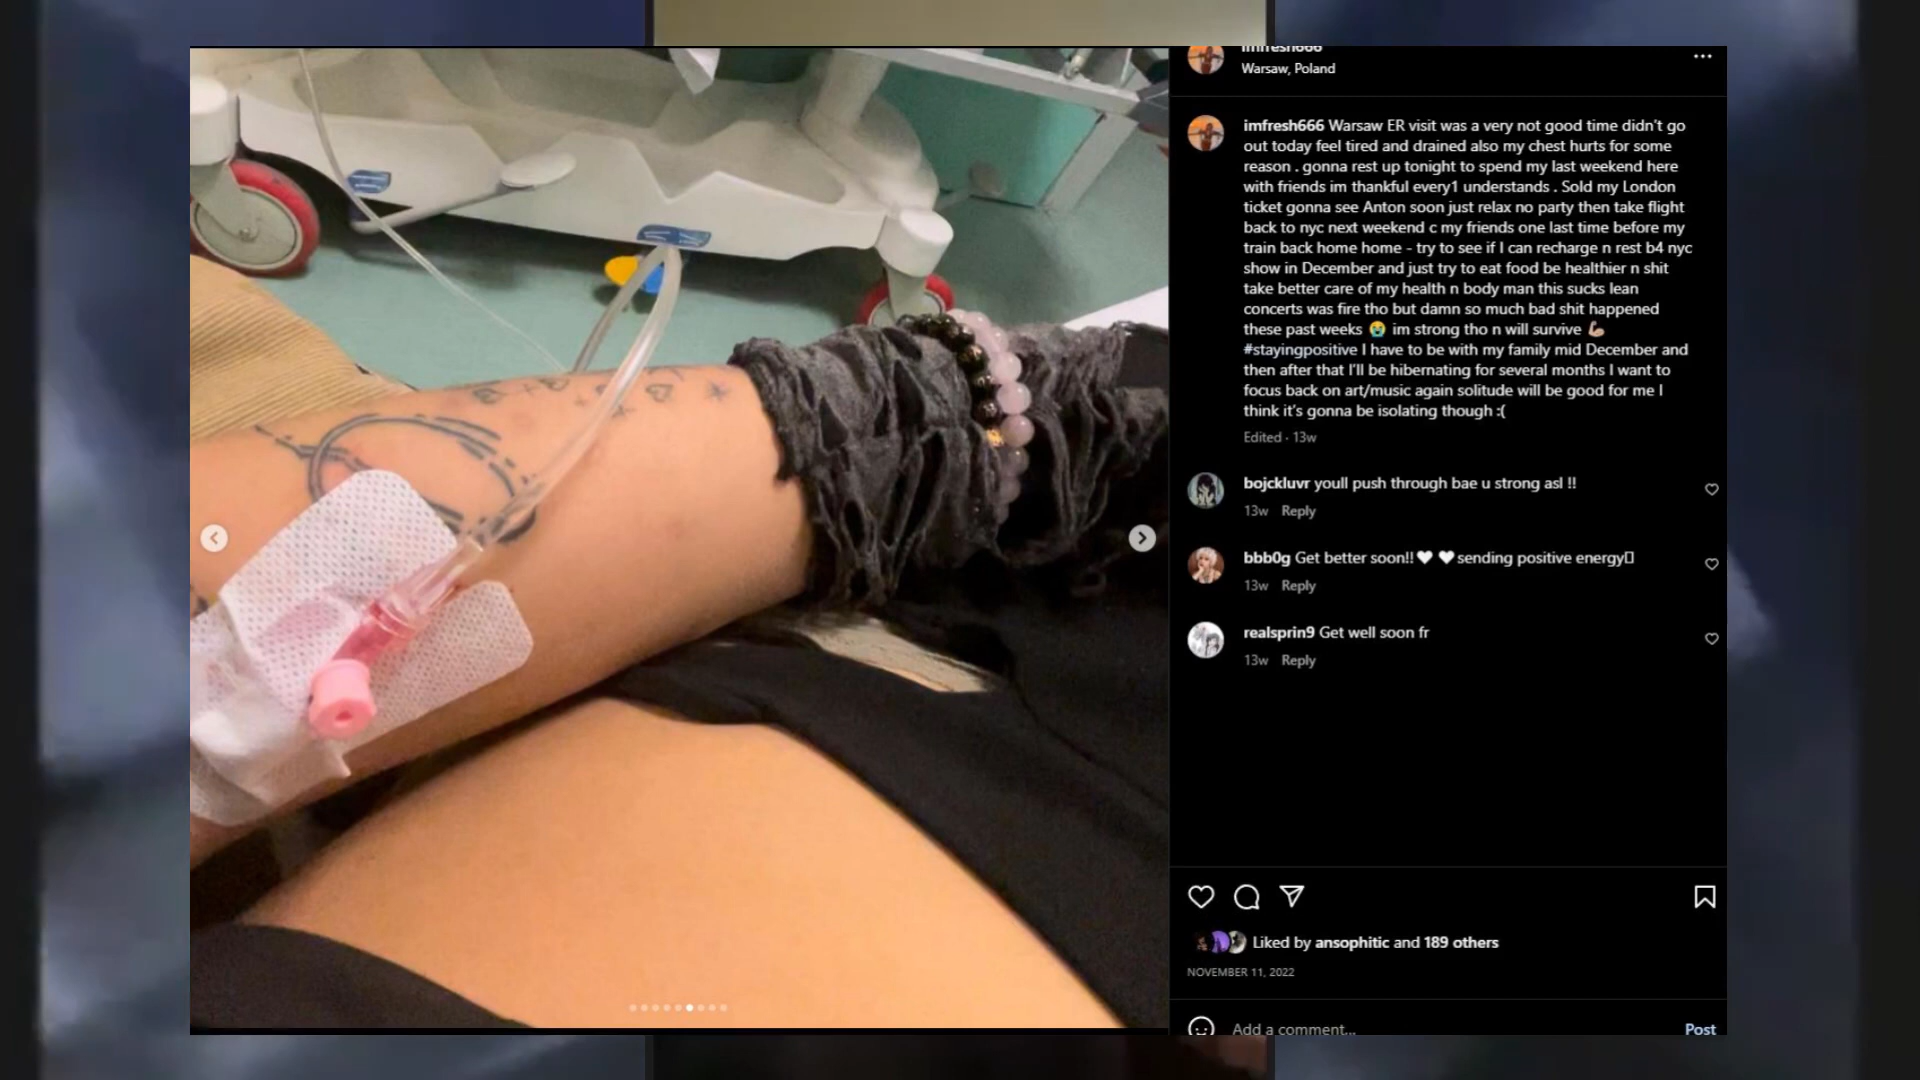 imfresh666
Warsaw, Poland
imfresh666 Warsaw ER visit was a very not good time didn't go
out today feel tired and drained also my chest hurts for some
reason . gonna rest up tonight to spend my last weekend here
with friends im thankful every1 understands . Sold my London
ticket gonna see Anton soon just relax no party then take flight
back to nyc next weekend c my friends one last time before my
train back home home - try to see if I can recharge n rest b4 nyc
show in December and just try to eat food be healthier n shit
take better care of my health n body man this sucks lean
concerts was fire tho but damn so much bad shit happened
these past weeks 😭 im strong tho n will survive 💪🏼
#stayingpositive I have to be with my family mid December and
then after that I'll be hibernating for several months I want to
focus back on art/music again solitude will be good for me I
think it's gonna be isolating though :(
Edited · 13w
bojckluvr youll push through bae u strong asl !!
13w Reply
bbb0g Get better soon!!♥ ♥sending positive energy▯
13w Reply
realsprin9 Get well soon fr
13w Reply
Liked by ansophitic and 189 others
NOVEMBER 11, 2022
Add a comment...
Post